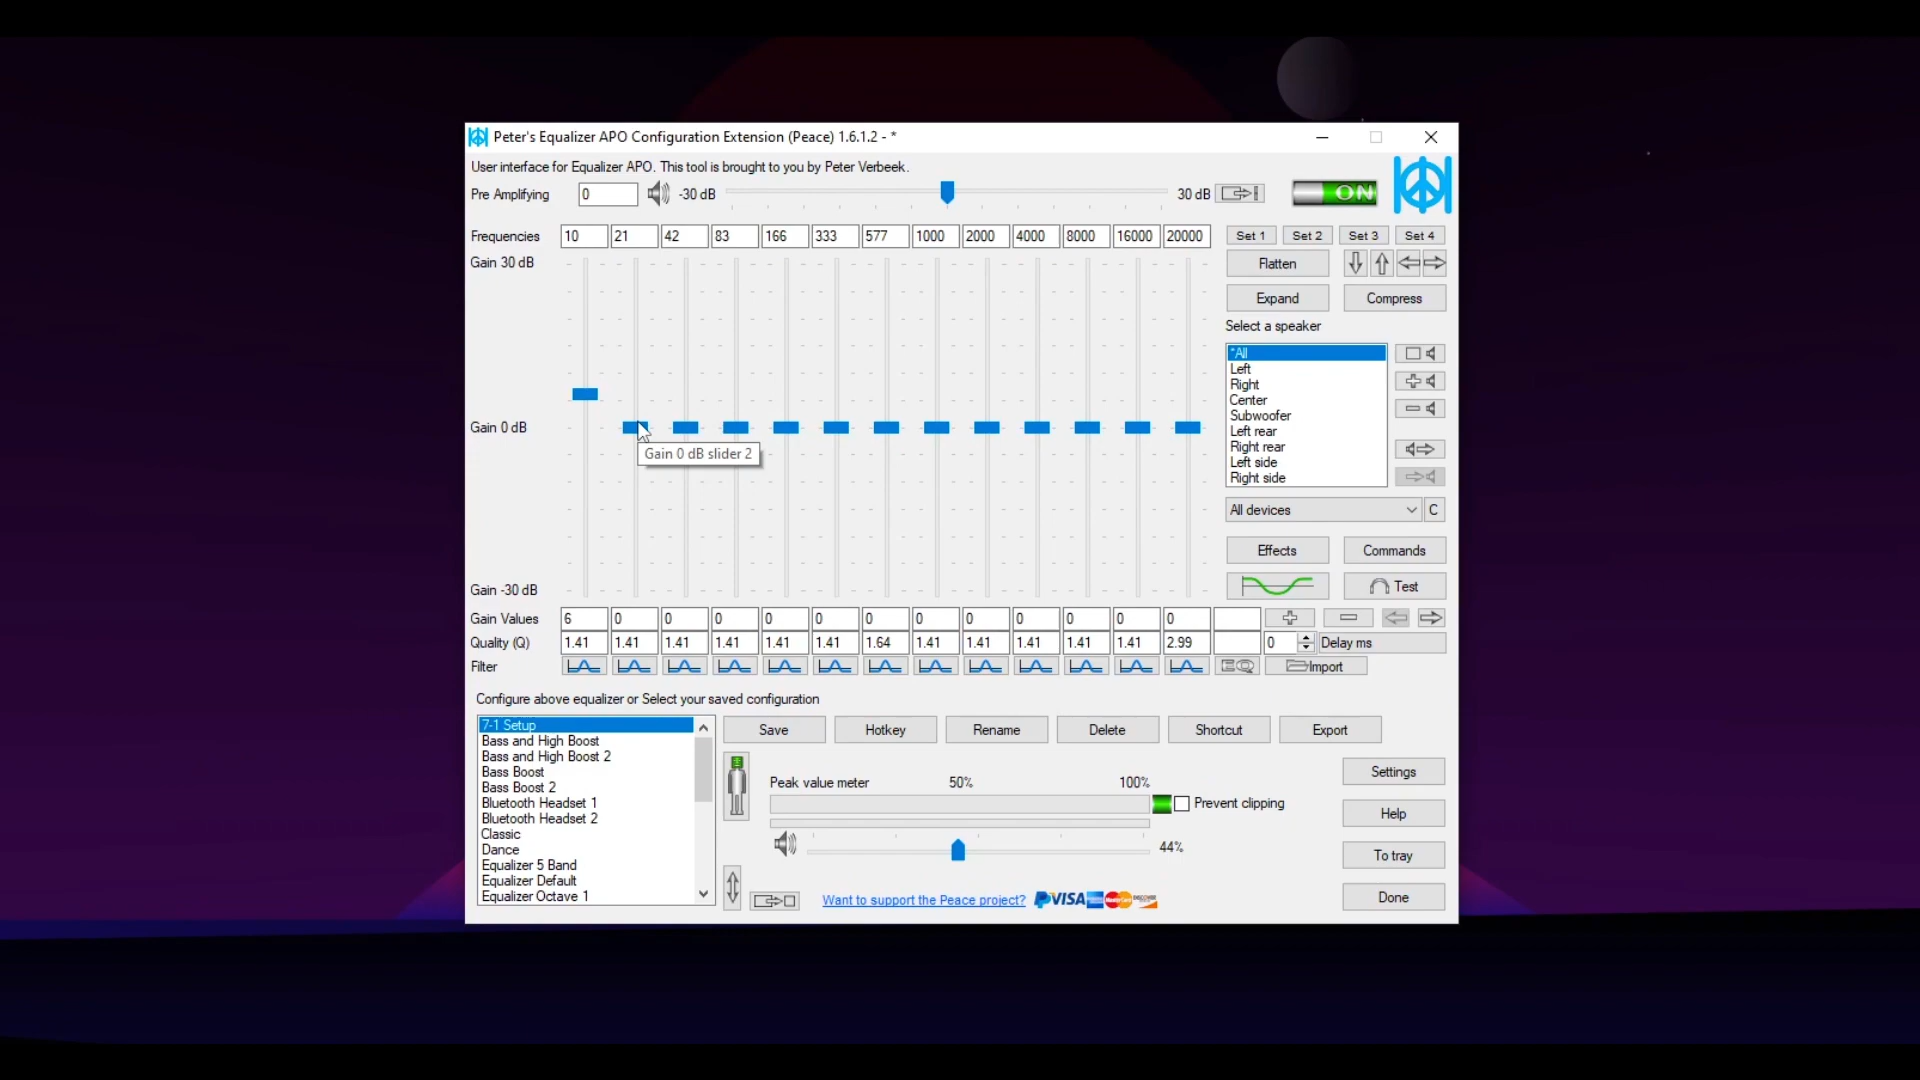 Peter's Equalizer APO Configuration Extension (Peace) 1.6.1.2 - *
User interface for Equalizer APO. This tool is brought to you by Peter Verbeek.
Pre Amplifying 0 -30 dB 30 dB ON
Frequencies 10 21 42 83 166 333 577 1000 2000 4000 8000 16000 20000 Set 1 Set 2 Set 3 Set 4
Gain 30 dB Flatten
Expand Compress
Select a speaker
*All
Left
Right
Center
Subwoofer
Gain 0 dB
Left rear
Right rear
Gain 0 dB slider 2
Left side
Right side
All devices C
Effects Commands
Gain -30 dB Test
Gain Values 6 0 0 0 0 0 0 0 0 0 0 0 0
Quality (Q) 1.41 1.41 1.41 1.41 1.41 1.41 1.64 1.41 1.41 1.41 1.41 1.41 2.99 0 Delay ms
Filter EQ Import
Configure above equalizer or Select your saved configuration
7-1 Setup
Bass and High Boost
Bass and High Boost 2
Bass Boost
Bass Boost 2
Bluetooth Headset 1
Bluetooth Headset 2
Classic
Dance
Equalizer 5 Band
Equalizer Default
Equalizer Octave 1
Save Hotkey Rename Delete Shortcut Export
Peak value meter 50% 100%
Prevent clipping
44%
Settings
Help
To tray
Done
Want to support the Peace project? VISA